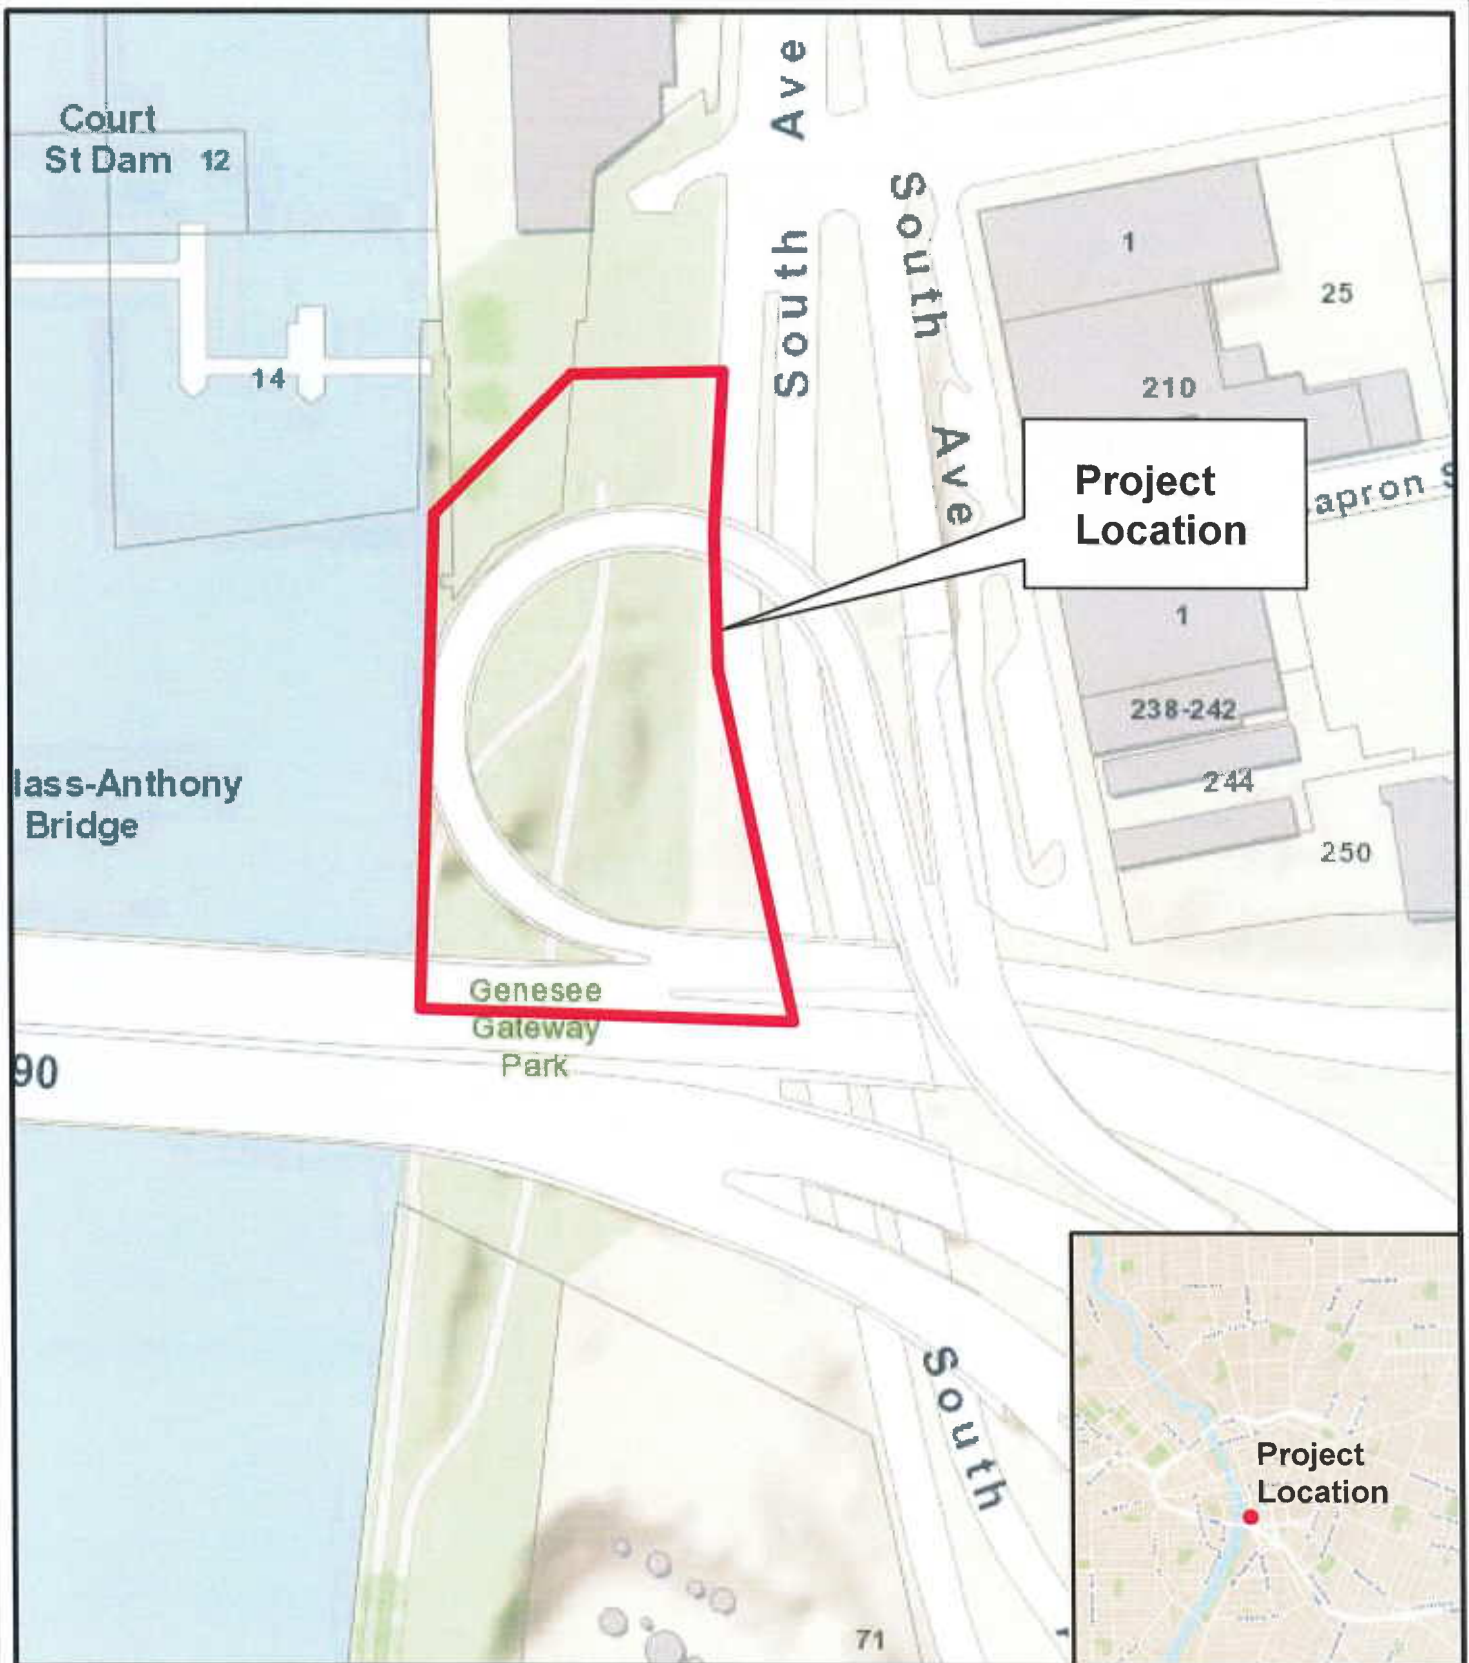 Court
St Dam
12
South Ave
South Ave
1
25
14
210
Project
Location
apron S
1
238-242
244
lass-Anthony
Bridge
250
Genesee
Gateway
Park
90
South
Project
Location
71